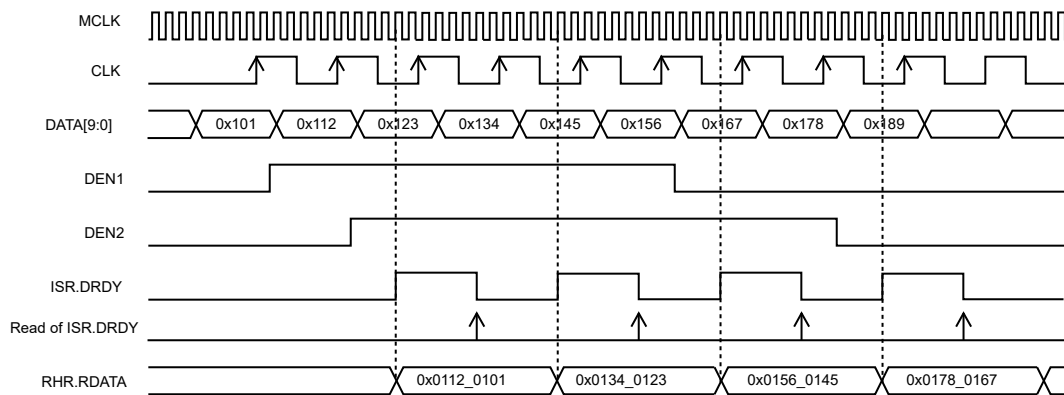 MCLK
CLK
DATA[9:0] 0x101 0x112 0x123 0x134 0x145 0x156 0x167 0x178 0x189
DEN1
DEN2
ISR.DRDY
Read of ISR.DRDY
RHR.RDATA 0x0112_0101 0x0134_0123 0x0156_0145 0x0178_0167